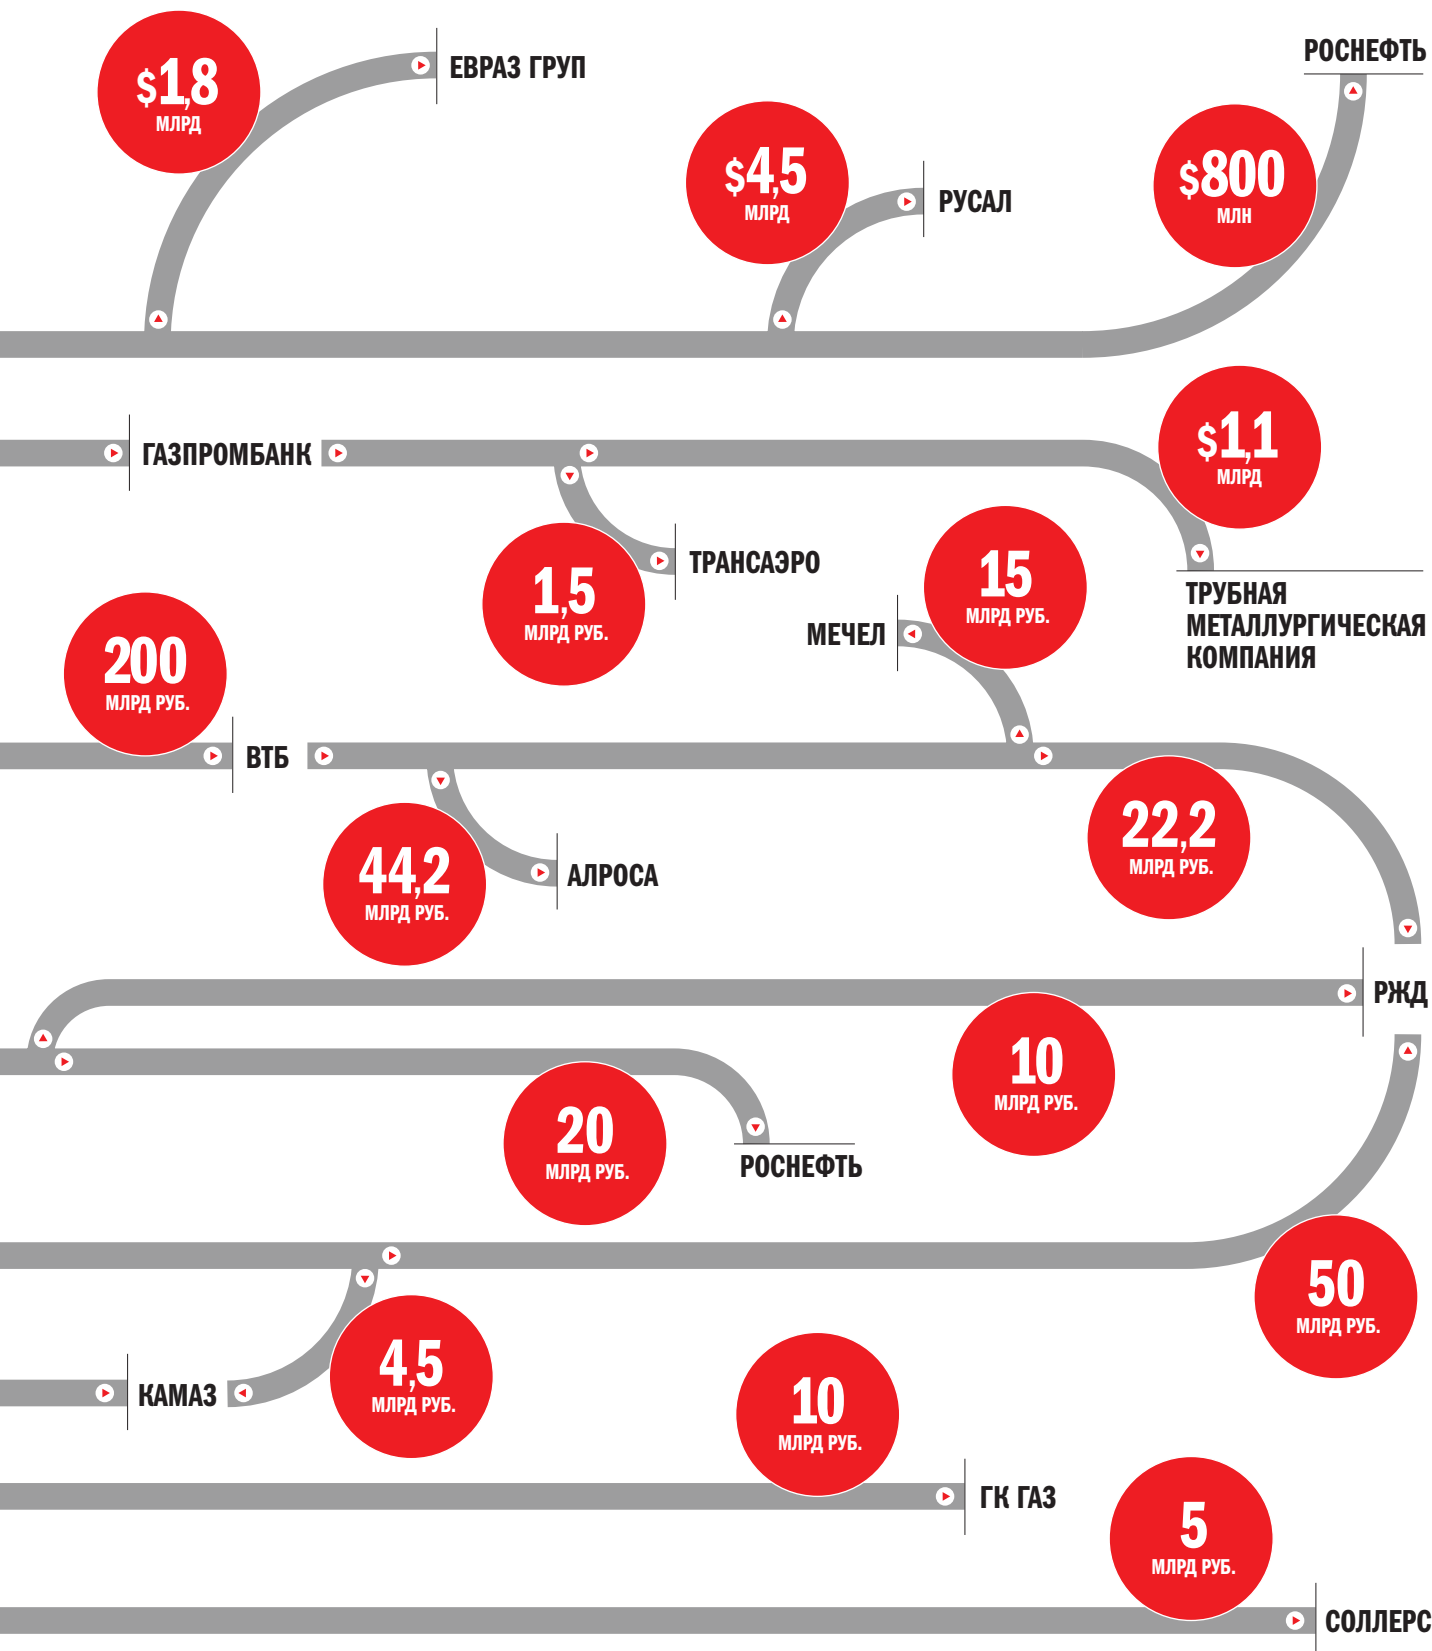 $1,8
МЛРД
ЕВРАЗ ГРУП
РОСНЕФТЬ
$4,5
МЛРД
РУСАЛ
$800
МЛН
ГАЗПРОМБАНК
$1,1
МЛРД
1,5
МЛРД РУБ.
ТРАНСАЭРО
15
МЛРД РУБ.
МЕЧЕЛ
ТРУБНАЯ
МЕТАЛЛУРГИЧЕСКАЯ
КОМПАНИЯ
200
МЛРД РУБ.
ВТБ
44,2
МЛРД РУБ.
АЛРОСА
22,2
МЛРД РУБ.
РЖД
10
МЛРД РУБ.
20
МЛРД РУБ.
РОСНЕФТЬ
50
МЛРД РУБ.
4,5
МЛРД РУБ.
КАМАЗ
10
МЛРД РУБ.
ГК ГАЗ
5
МЛРД РУБ.
СОЛЛЕРС